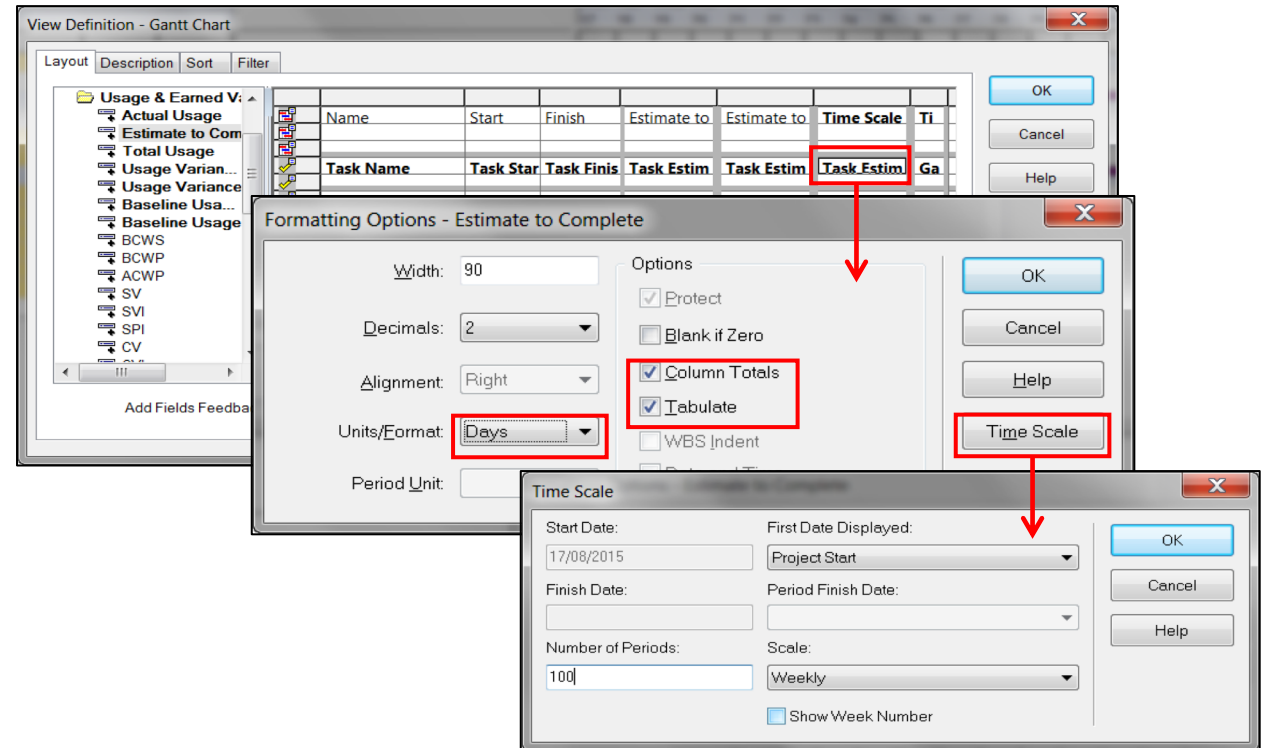 View Definition - Gantt Chart
Layout Description Sort Filter
Usage & Earned Va
Actual Usage
Estimate to Com
Total Usage
Usage Varian...
Usage Variance
Baseline Usa...
Baseline Usage
BCWS
BCWP
ACWP
SV
SVI
SPI
CV
Add Fields Feedba
Name Start Finish Estimate to Estimate to Time Scale Ti
Task Name Task Star Task Finis Task Estim Task Estim Task Estim Ga
OK
Cancel
Help
Formatting Options - Estimate to Complete
Width: 90
Decimals: 2
Alignment: Right
Units/Format: Days
Period Unit:
Options
Protect
Blank if Zero
Column Totals
Tabulate
WBS Indent
OK
Cancel
Help
Time Scale
Time Scale
Start Date: First Date Displayed:
17/08/2015 Project Start
Finish Date: Period Finish Date:
Number of Periods: Scale:
100 Weekly
Show Week Number
OK
Cancel
Help